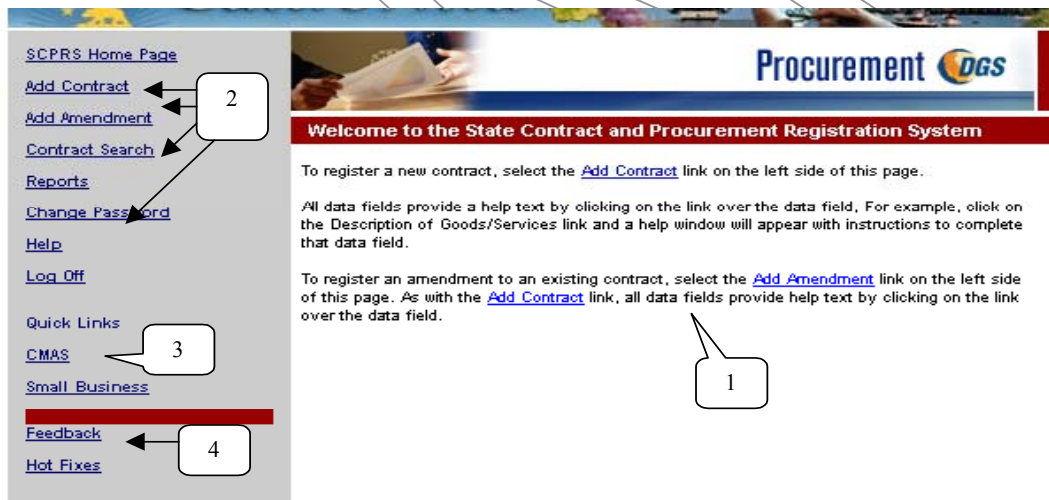 SCPRS Home Page
Add Contract
Add Amendment
Contract Search
Reports
Change Password
Help
Log Off
Quick Links
CMAS
Small Business
Feedback
Hot Fixes
2
3
4
Procurement DGS
Welcome to the State Contract and Procurement Registration System
To register a new contract, select the Add Contract link on the left side of this page.
All data fields provide a help text by clicking on the link over the data field, For example, click on
the Description of Goods/Services link and a help window will appear with instructions to complete
that data field.
To register an amendment to an existing contract, select the Add Amendment link on the left side
of this page. As with the Add Contract link, all data fields provide help text by clicking on the link
over the data field.
1